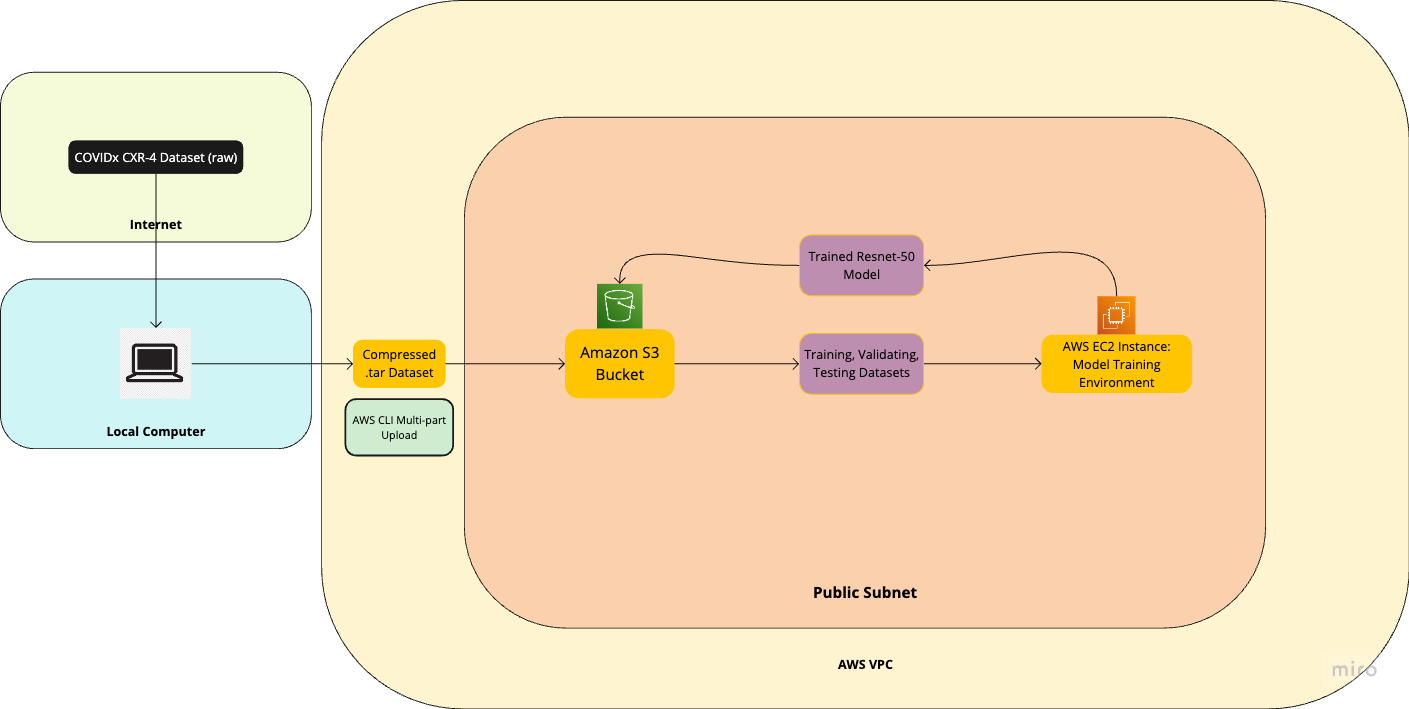 COVIDx CXR-4 Dataset (raw)
Internet
Local Computer
Compressed
.tar Dataset
AWS CLI Multi-part
Upload
Amazon S3
Bucket
Trained Resnet-50
Model
Training, Validating,
Testing Datasets
AWS EC2 Instance:
Model Training
Environment
Public Subnet
AWS VPC
miro